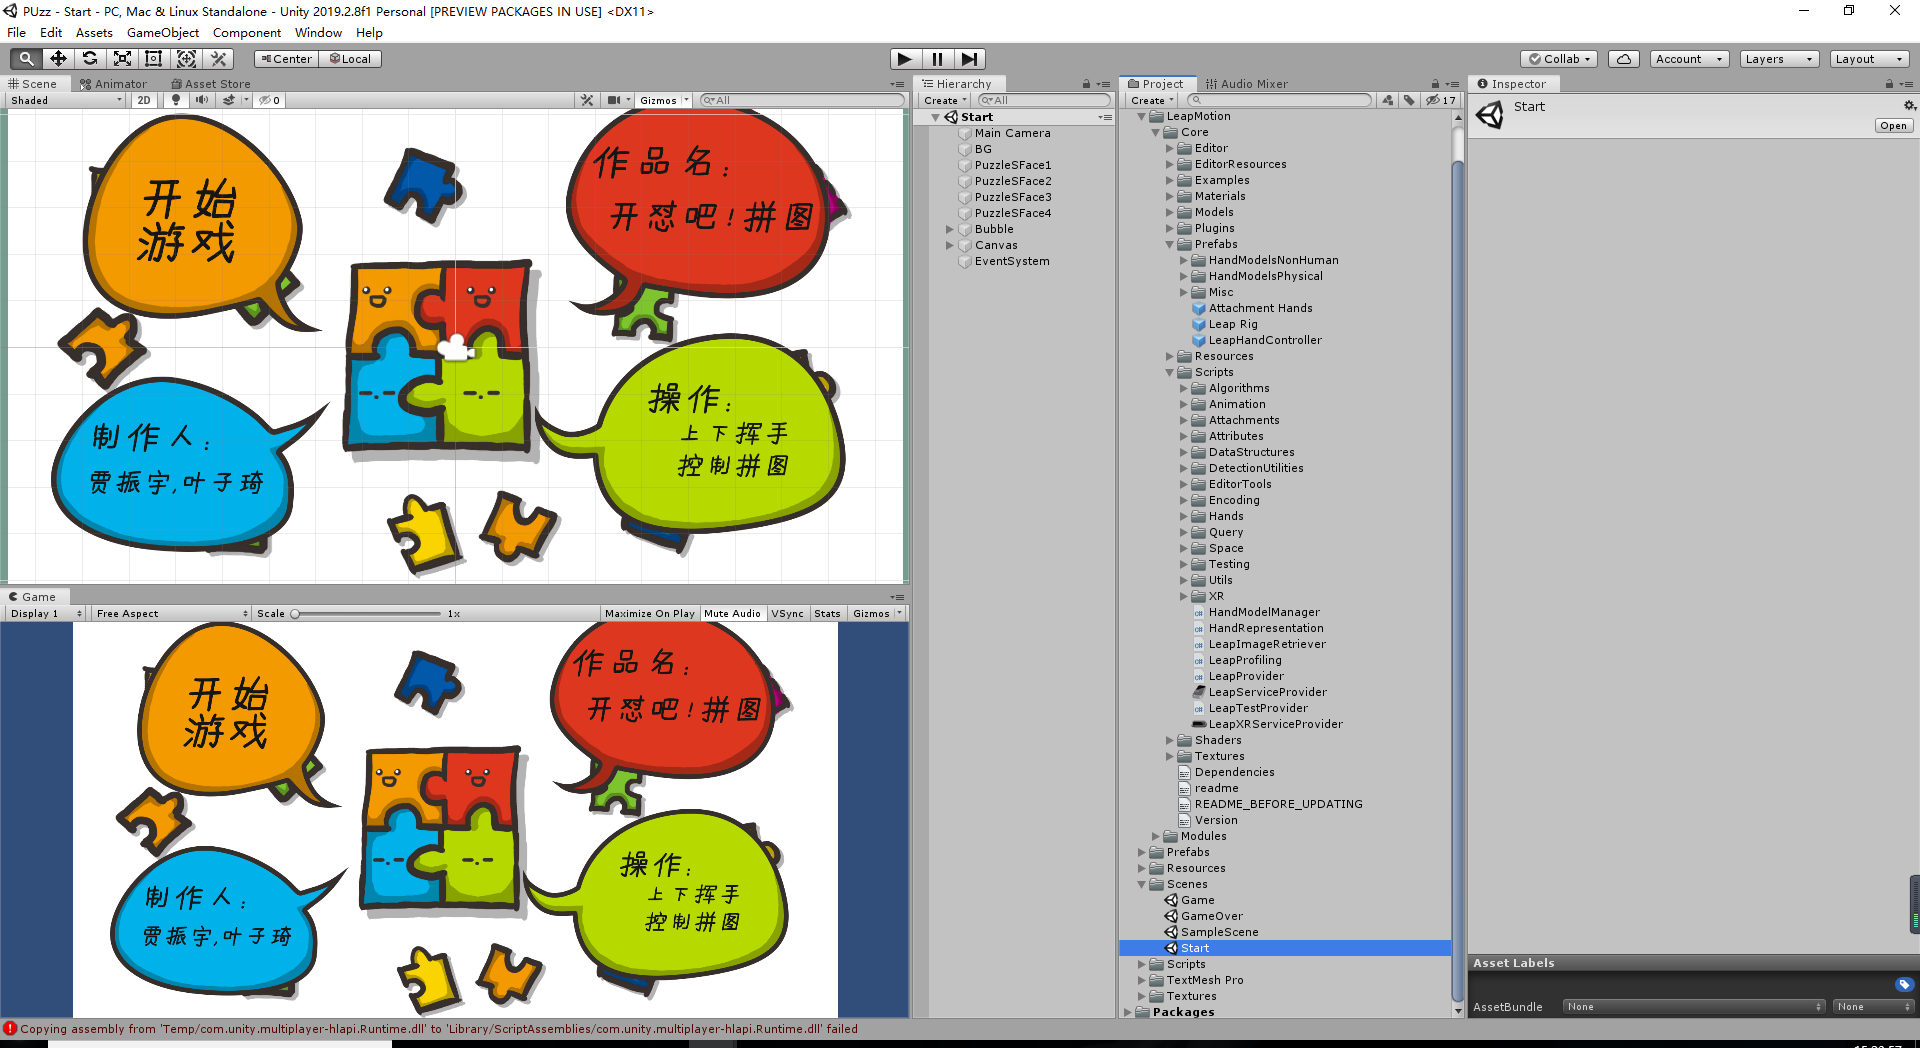 PUzz - Start - PC, Mac & Linux Standalone - Unity 2019.2.8f1 Personal [PREVIEW PACKAGES IN USE] <DX11>
File Edit Assets GameObject Component Window Help
Center Local
Collab Account Layers Layout
Scene Animator Asset Store
Shaded 2D 0 Gizmos All
开始
游戏
作品名:
开怼吧!拼图
操作:
上下挥手
控制拼图
制作人:
贾振宇,叶子琦
Game
Display 1 Free Aspect Scale 1x Maximize On Play Mute Audio VSync Stats Gizmos
开始
游戏
作品名:
开怼吧!拼图
操作:
上下挥手
控制拼图
制作人:
贾振宇,叶子琦
Hierarchy
Create All
Start
Main Camera
BG
PuzzleSFace1
PuzzleSFace2
PuzzleSFace3
PuzzleSFace4
Bubble
Canvas
EventSystem
Project Audio Mixer
Create 17
LeapMotion
Core
Editor
EditorResources
Examples
Materials
Models
Plugins
Prefabs
HandModelsNonHuman
HandModelsPhysical
Misc
Attachment Hands
Leap Rig
LeapHandController
Resources
Scripts
Algorithms
Animation
Attachments
Attributes
DataStructures
DetectionUtilities
EditorTools
Encoding
Hands
Query
Space
Testing
Utils
XR
HandModelManager
HandRepresentation
LeapImageRetriever
LeapProfiling
LeapProvider
LeapServiceProvider
LeapTestProvider
LeapXRServiceProvider
Shaders
Textures
Dependencies
readme
README_BEFORE_UPDATING
Version
Modules
Prefabs
Resources
Scenes
Game
GameOver
SampleScene
Start
Scripts
TextMesh Pro
Textures
Packages
Inspector
Start
Open
Asset Labels
AssetBundle None None
Copying assembly from 'Temp/com.unity.multiplayer-hlapi.Runtime.dll' to 'Library/ScriptAssemblies/com.unity.multiplayer-hlapi.Runtime.dll' failed